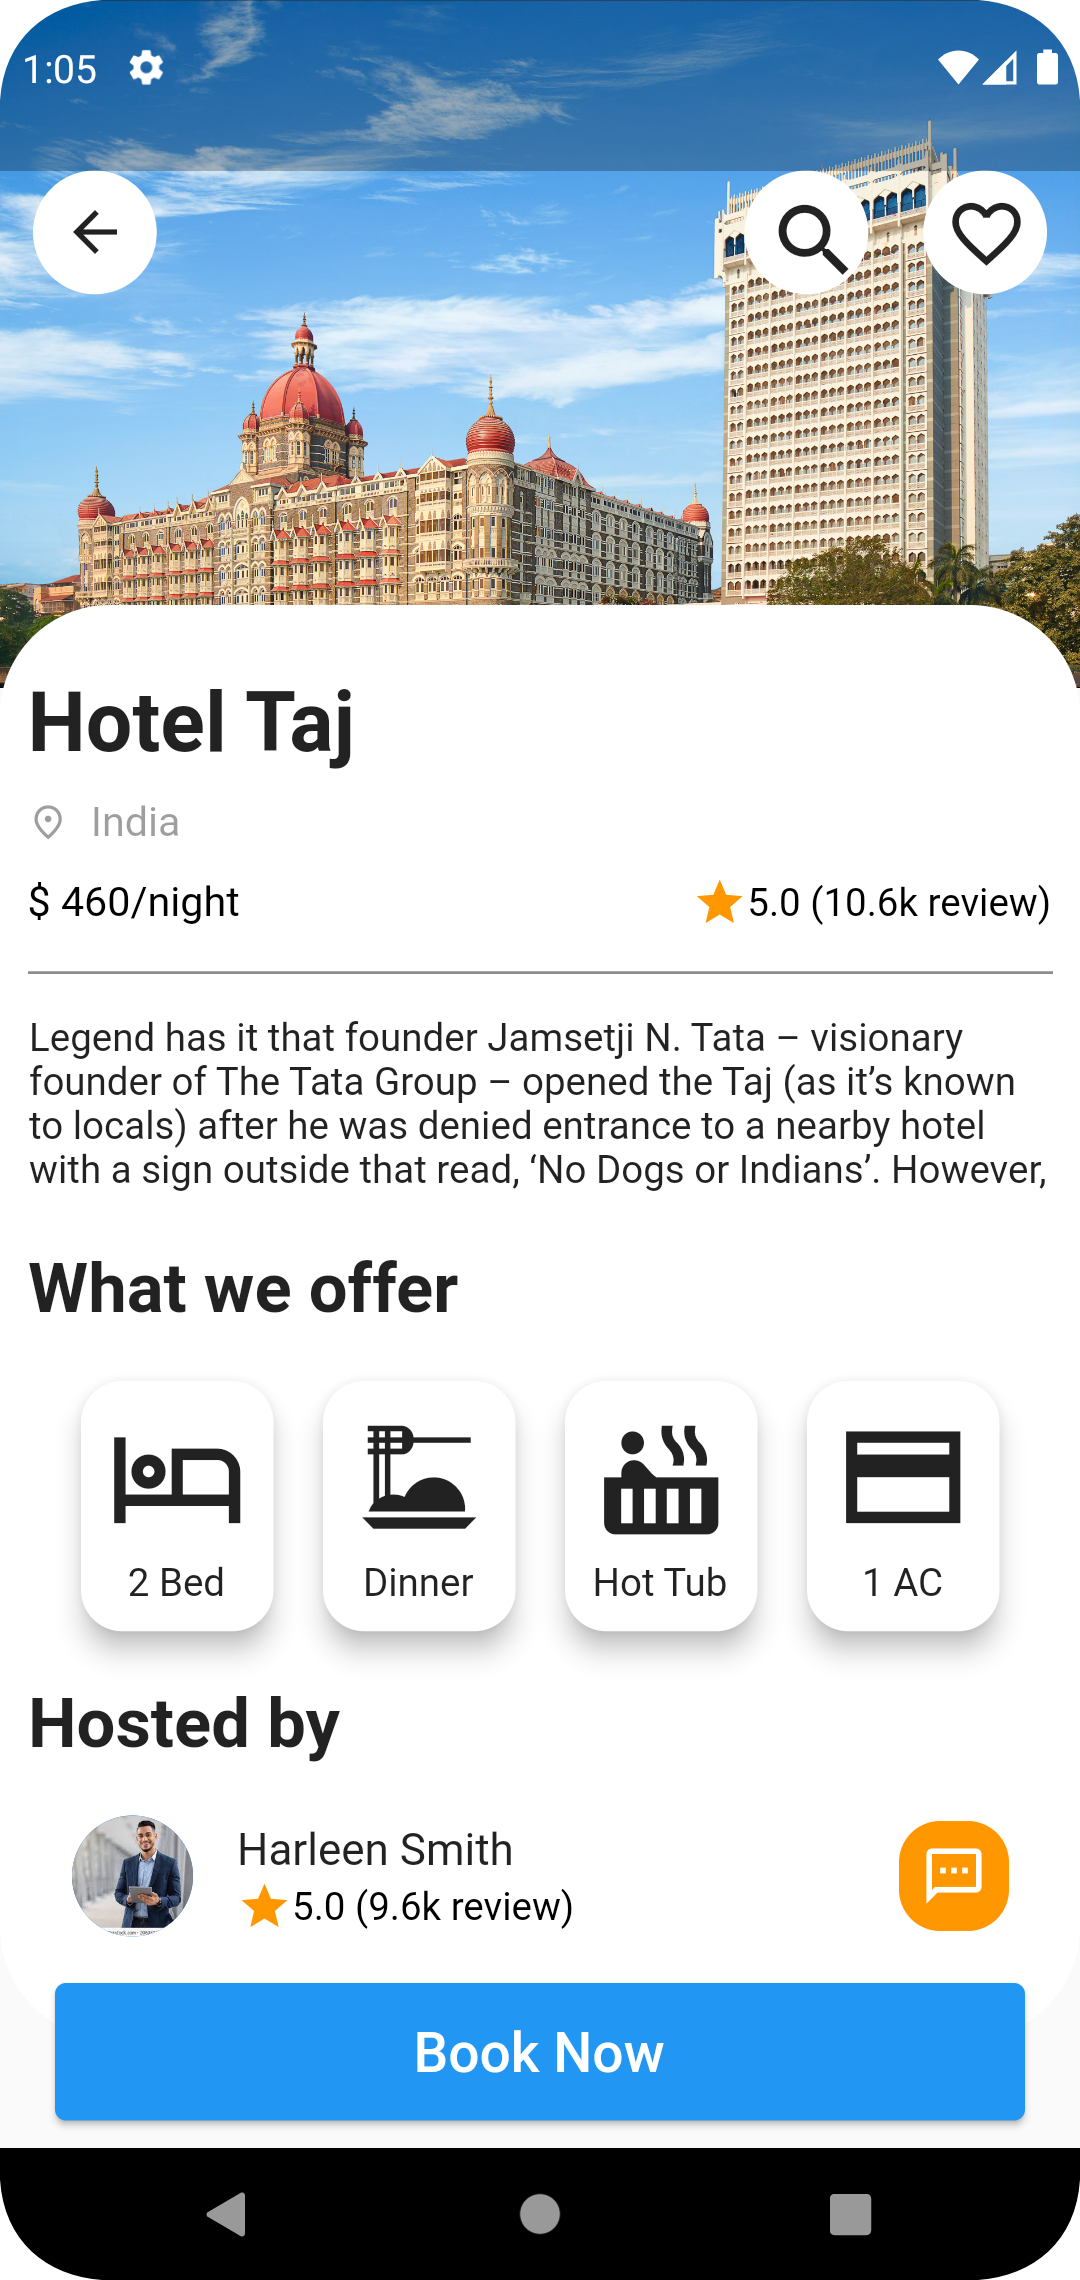 1:05
Hotel Taj
India
$ 460/night
5.0 (10.6k review)
Legend has it that founder Jamsetji N. Tata – visionary
founder of The Tata Group – opened the Taj (as it’s known
to locals) after he was denied entrance to a nearby hotel
with a sign outside that read, ‘No Dogs or Indians’. However,
What we offer
2 Bed
Dinner
Hot Tub
1 AC
Hosted by
Harleen Smith
5.0 (9.6k review)
Book Now